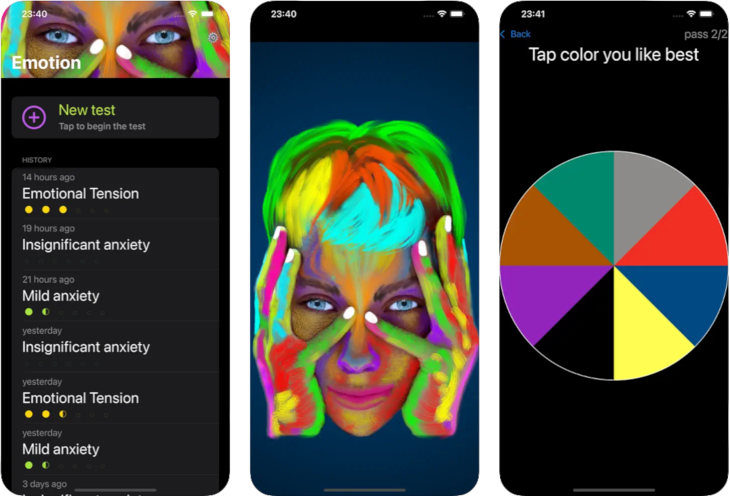 23:40
Emotion
New test
Tap to begin the test
HISTORY
14 hours ago
Emotional Tension
19 hours ago
Insignificant anxiety
21 hours ago
Mild anxiety
yesterday
Insignificant anxiety
yesterday
Emotional Tension
yesterday
Mild anxiety
3 days ago
23:40
23:41
Back
pass 2/2
Tap color you like best